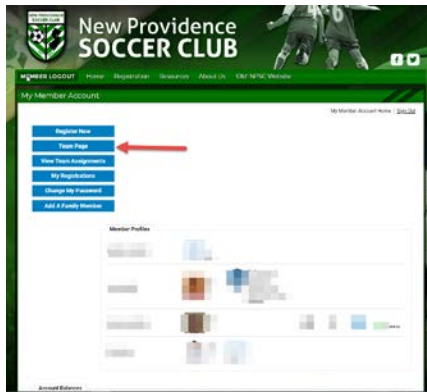 New Providence
SOCCER CLUB
MEMBER LOGOUT Home Registration Resources About Us Old NPSC Website
My Member Account
My Member Account Home | Sign Out
Register Now
Team Page
View Team Assignments
My Registrations
Change My Password
Add A Family Member
Member Profiles
Account Balances